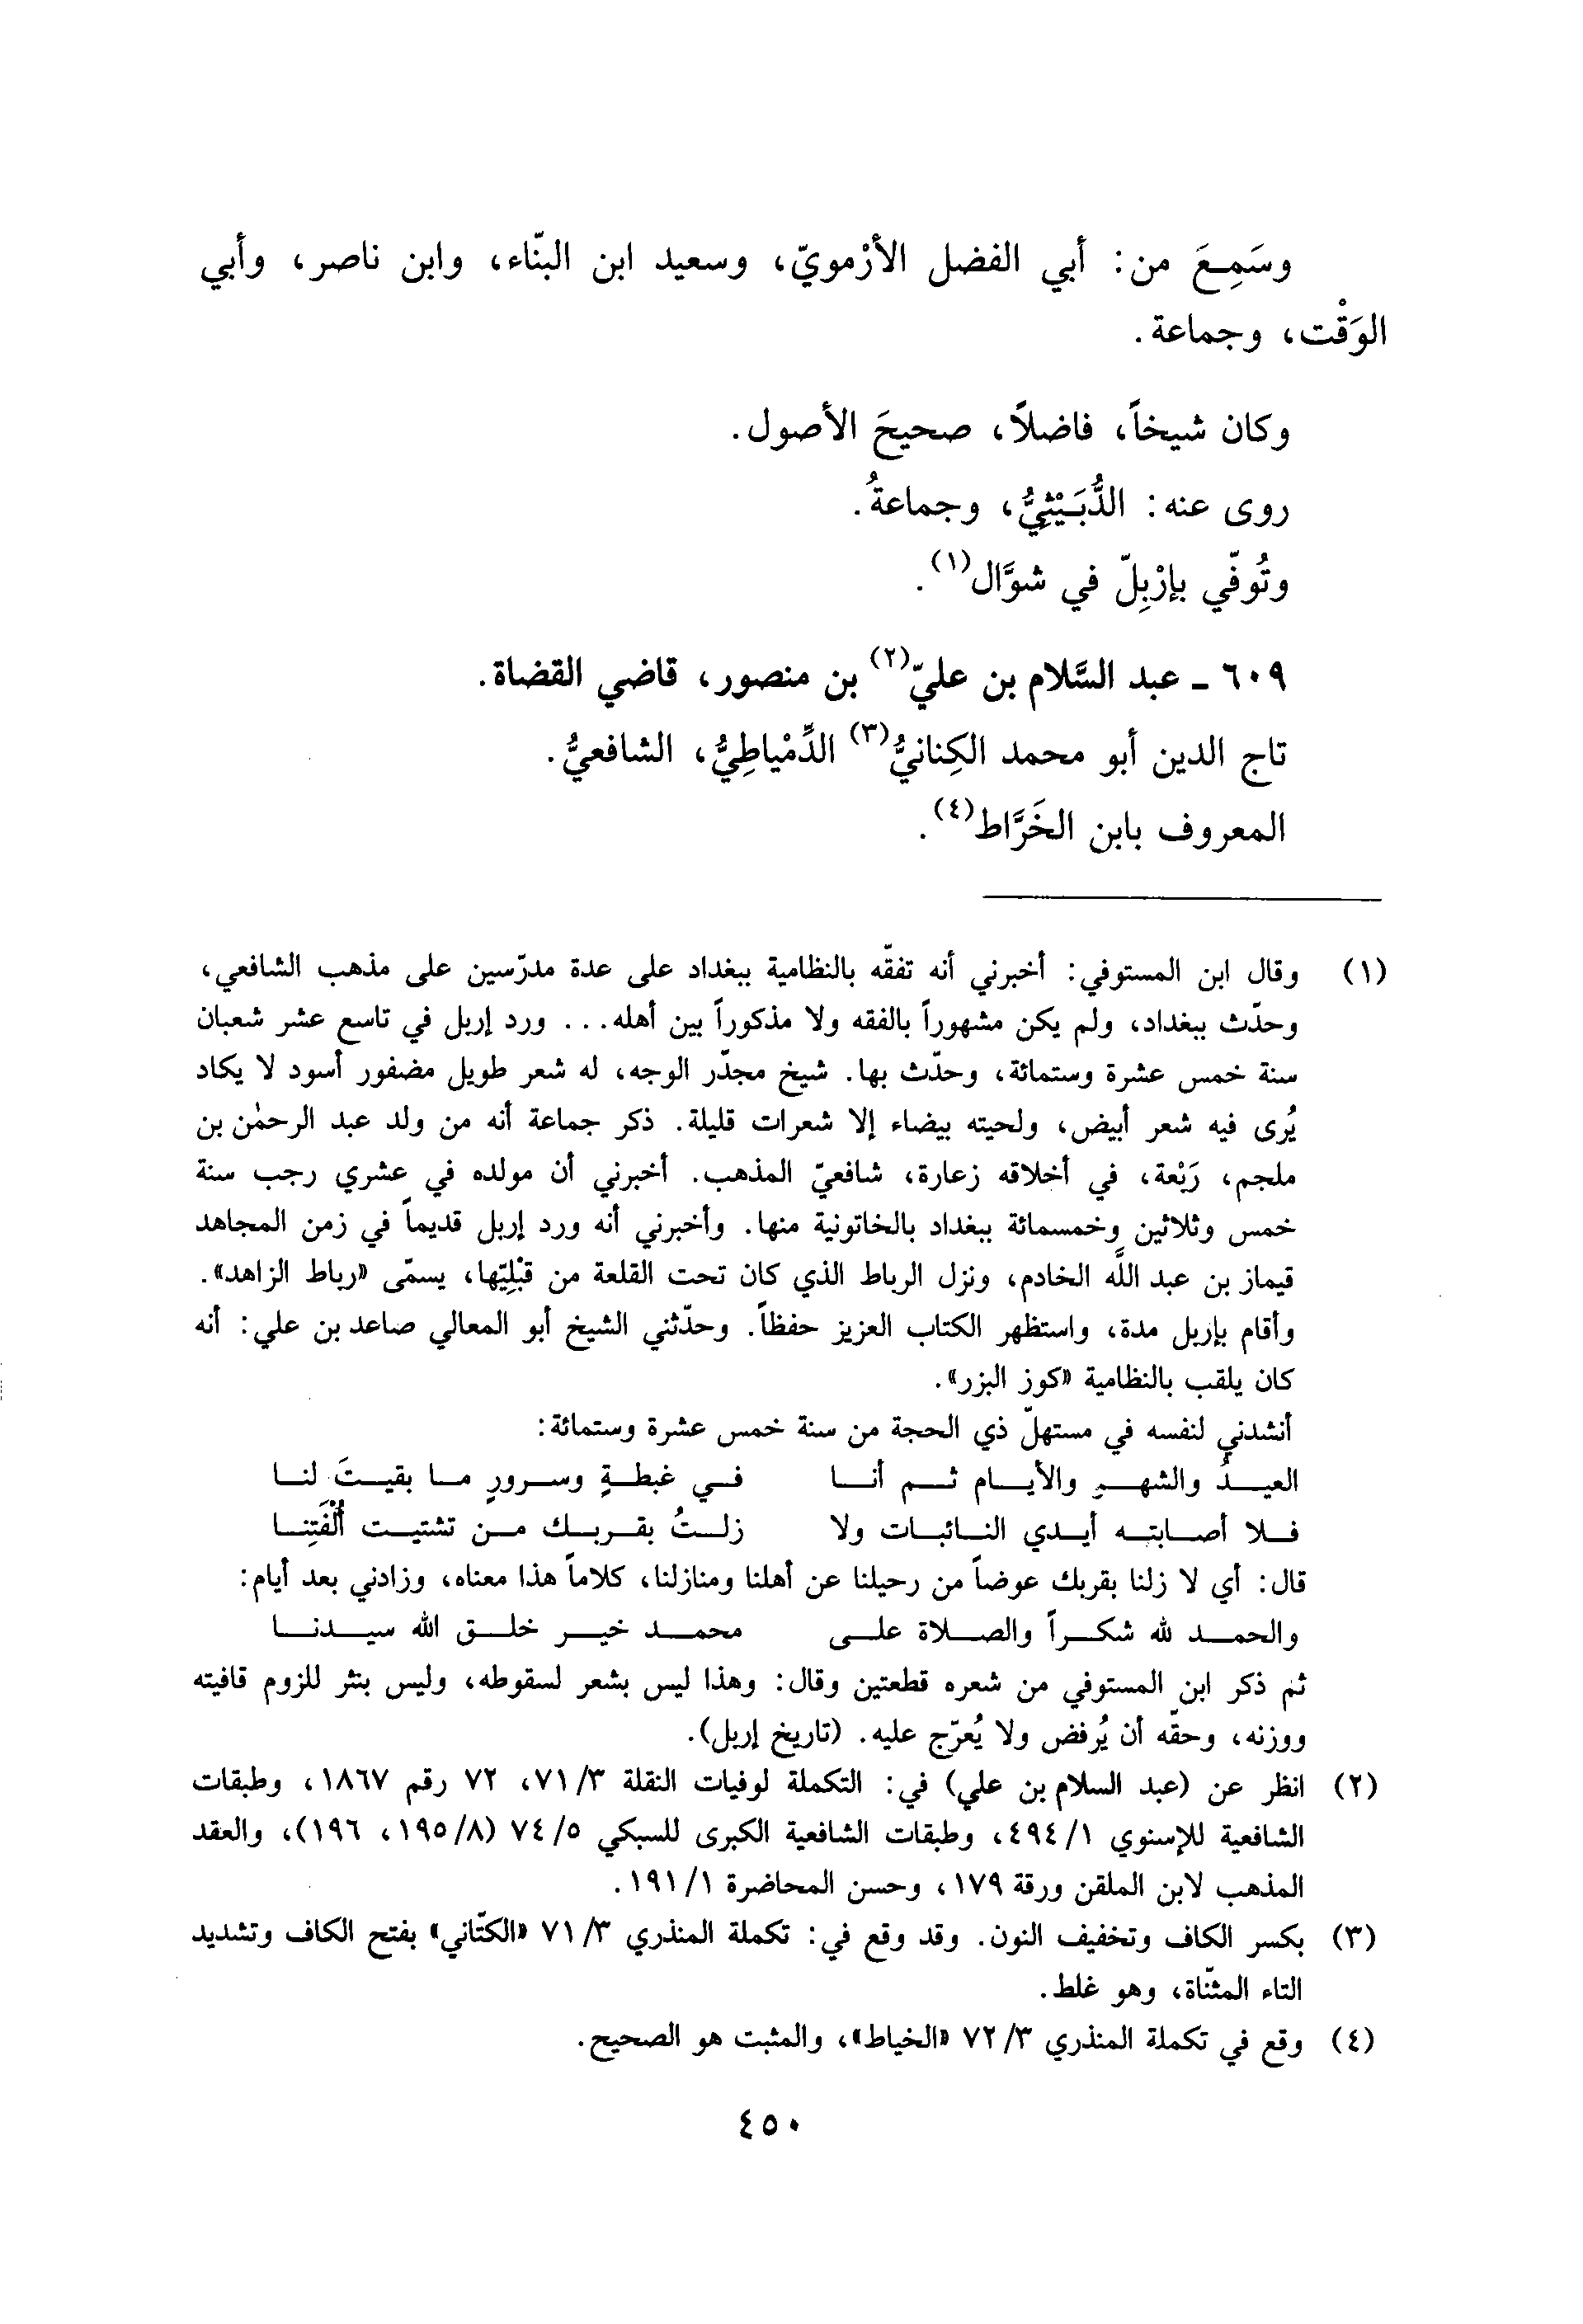 وسَمِعَ من: أبي الفضل الأرْمويّ، وسعيد ابن البنّاء، وابن ناصر، وأبي
الوَقْت، وجماعة.
وكان شيخاً، فاضلاً، صحيحَ الأصول.
روى عنه: الدُّبَيْثِيُّ، وجماعةُ.
وتُوفّي بإرْبِلّ في شوَّال(١).
٦٠٩ - عبد السَّلام بن عليّ(٢) بن منصور، قاضي القضاة.
تاج الدين أبو محمد الكِنانيُّ(٣) الدِّمْياطِيُّ، الشافعيُّ.
المعروف بابن الخَرَّاط(٤).
(١) وقال ابن المستوفي: أخبرني أنه تفقّه بالنظامية ببغداد على عدة مدرّسين على مذهب الشافعي،
وحدّث ببغداد، ولم يكن مشهوراً بالفقه ولا مذكوراً بين أهله... ورد إربل في تاسع عشر شعبان
سنة خمس عشرة وستمائة، وحدّث بها. شيخ مجدّر الوجه، له شعر طويل مضفور أسود لا يكاد
يُرى فيه شعر أبيض، ولحيته بيضاء إلا شعرات قليلة. ذكر جماعة أنه من ولد عبد الرحمٰن بن
ملجم، رَبْعة، في أخلاقه زعارة، شافعيّ المذهب. أخبرني أن مولده في عشري رجب سنة
خمس وثلاثين وخمسمائة ببغداد بالخاتونية منها. وأخبرني أنه ورد إربل قديماً في زمن المجاهد
قيماز بن عبد اللَّه الخادم، ونزل الرباط الذي كان تحت القلعة من قبْلِيّها، يسمّى «رباط الزاهد».
وأقام بإربل مدة، واستظهر الكتاب العزيز حفظاً. وحدّثني الشيخ أبو المعالي صاعد بن علي: أنه
كان يلقب بالنظامية «كوز البزر».
أنشدني لنفسه في مستهلّ ذي الحجة من سنة خمس عشرة وستمائة:
العيدُ والشهر والأيام ثم أنا في غبطةٍ وسرورٍ ما بقيتَ لنا
فلا أصابته أيدي النائبات ولا زلتُ بقربك من تشتيت أُلْفَتِنا
قال: أي لا زلنا بقربك عوضاً من رحيلنا عن أهلنا ومنازلنا، كلاماً هذا معناه، وزادني بعد أيام:
والحمد لله شكراً والصلاة على محمد خير خلق الله سيدنا
ثم ذكر ابن المستوفي من شعره قطعتين وقال: وهذا ليس بشعر لسقوطه، وليس بنثر للزوم قافيته
ووزنه، وحقّه أن يُرفض ولا يُعرّج عليه. (تاريخ إربل).
(٢) انظر عن (عبد السلام بن علي) في: التكملة لوفيات النقلة ٣/ ٧١، ٧٢ رقم ١٨٦٧، وطبقات
الشافعية للإسنوي ١/ ٤٩٤، وطبقات الشافعية الكبرى للسبكي ٥/ ٧٤ (٨/ ١٩٥، ١٩٦)، والعقد
المذهب لابن الملقن ورقة ١٧٩، وحسن المحاضرة ١/ ١٩١.
(٣) بكسر الكاف وتخفيف النون. وقد وقع في: تكملة المنذري ٣/ ٧١ «الكتّاني» بفتح الكاف وتشديد
التاء المثنّاة، وهو غلط.
(٤) وقع في تكملة المنذري ٣/ ٧٢ «الخياط»، والمثبت هو الصحيح.
٤٥٠